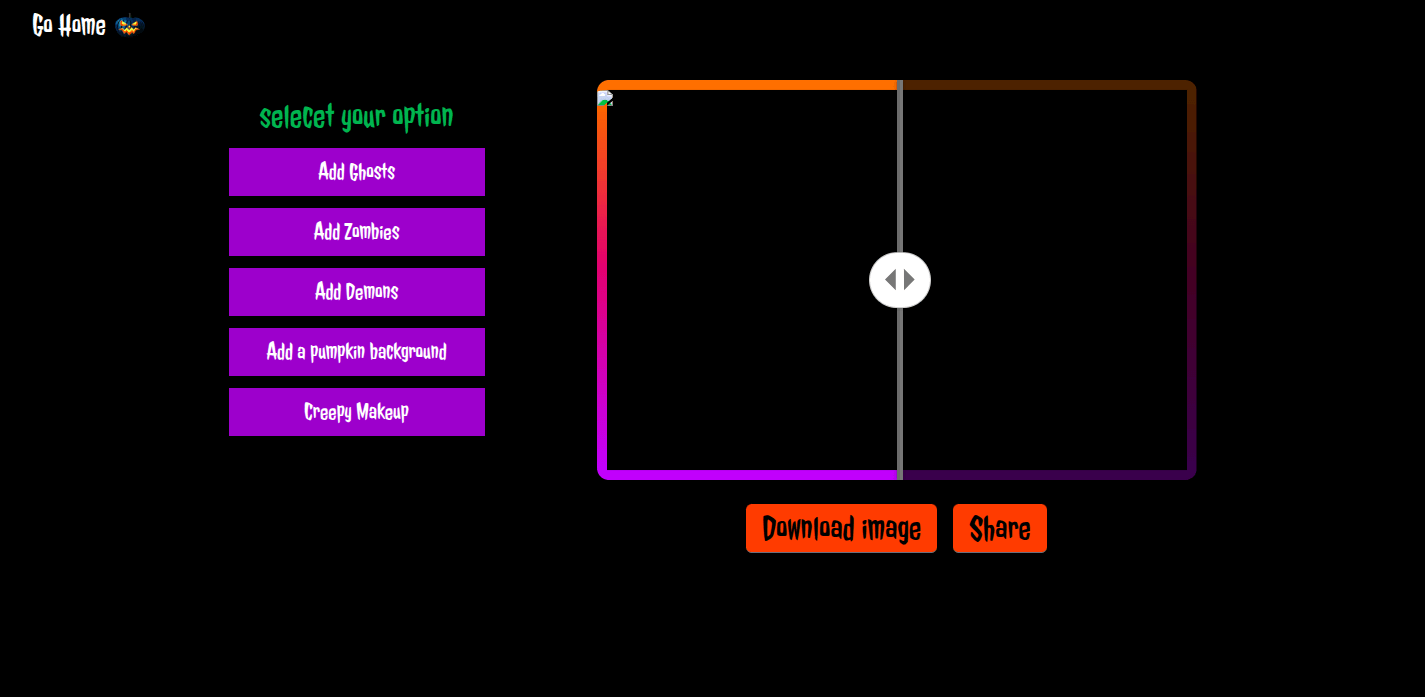 Go Home
selecet your option
Add Ghosts
Add Zombies
Add Demons
Add a pumpkin background
Creepy Makeup
Download image
Share